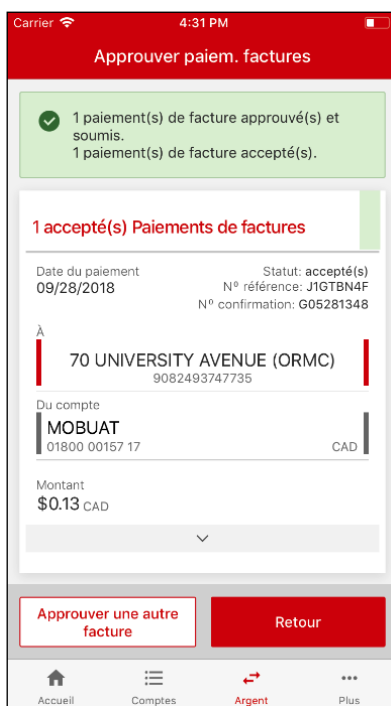 Carrier 4:31 PM
Approuver paiem. factures
1 paiement(s) de facture approuvé(s) et
soumis.
1 paiement(s) de facture accepté(s).
1 accepté(s) Paiements de factures
Date du paiement
09/28/2018
Statut: accepté(s)
Nº référence: J1GTBN4F
Nº confirmation: G05281348
À
70 UNIVERSITY AVENUE (ORMC)
9082493747735
Du compte
MOBUAT
01800 00157 17 CAD
Montant
$0.13 CAD
Approuver une autre
facture
Retour
Accueil Comptes Argent Plus